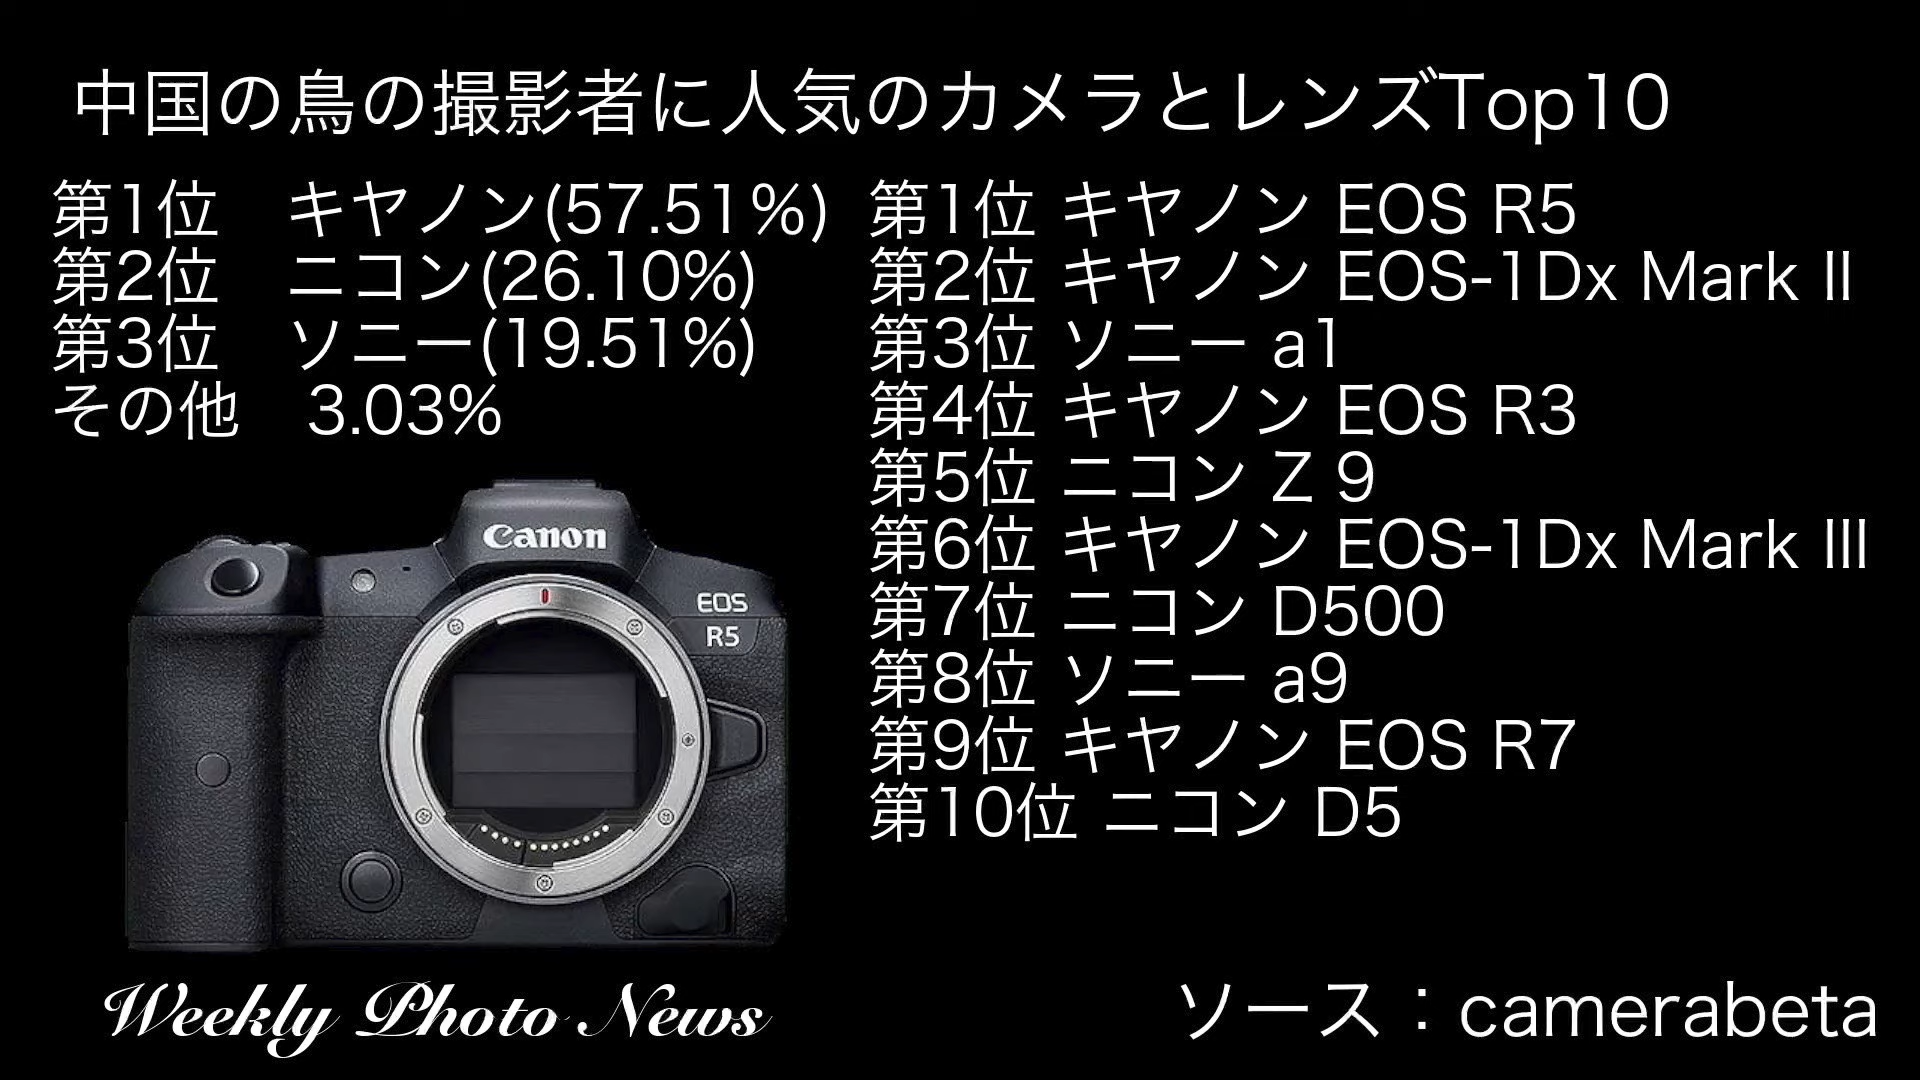 中国の鳥の撮影者に人気のカメラとレンズTop10
第1位　キヤノン(57.51%)
第2位　ニコン(26.10%)
第3位　ソニー(19.51%)
その他　3.03%
第1位 キヤノン EOS R5
第2位 キヤノン EOS-1Dx Mark II
第3位 ソニー a1
第4位 キヤノン EOS R3
第5位 ニコン Z 9
第6位 キヤノン EOS-1Dx Mark III
第7位 ニコン D500
第8位 ソニー a9
第9位 キヤノン EOS R7
第10位 ニコン D5
Canon
EOS
R5
Weekly Photo News
ソース：camerabeta